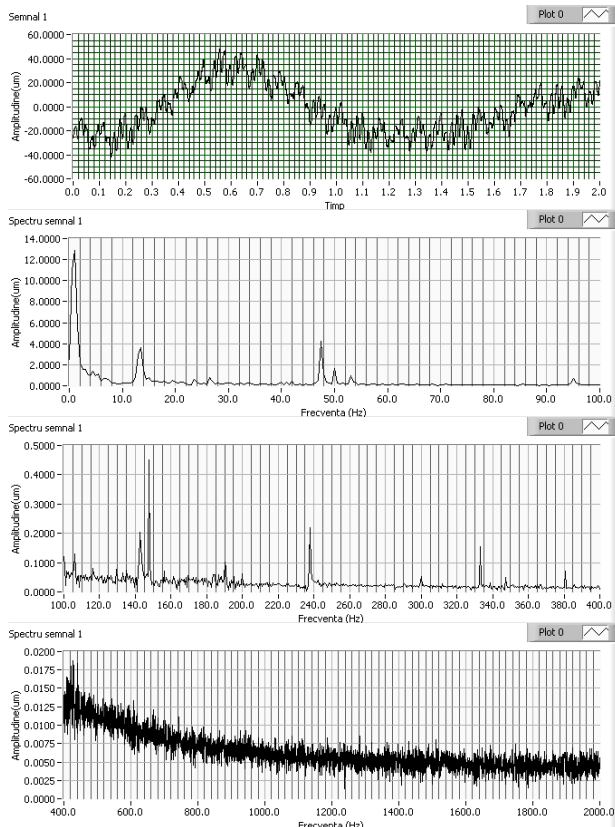 Semnal 1
Plot 0
60.0000
40.0000
20.0000
0.0000
-20.0000
-40.0000
-60.0000
Amplitudine(um)
0.0 0.1 0.2 0.3 0.4 0.5 0.6 0.7 0.8 0.9 1.0 1.1 1.2 1.3 1.4 1.5 1.6 1.7 1.8 1.9 2.0
Timp
Spectru semnal 1
Plot 0
14.0000
12.0000
10.0000
8.0000
6.0000
4.0000
2.0000
0.0000
Amplitudine(um)
0.0 10.0 20.0 30.0 40.0 50.0 60.0 70.0 80.0 90.0 100.0
Frecventa (Hz)
Spectru semnal 1
Plot 0
0.5000
0.4000
0.3000
0.2000
0.1000
0.0000
Amplitudine(um)
100.0 120.0 140.0 160.0 180.0 200.0 220.0 240.0 260.0 280.0 300.0 320.0 340.0 360.0 380.0 400.0
Frecventa (Hz)
Spectru semnal 1
Plot 0
0.0200
0.0175
0.0150
0.0125
0.0100
0.0075
0.0050
0.0025
0.0000
Amplitudine(um)
400.0 600.0 800.0 1000.0 1200.0 1400.0 1600.0 1800.0 2000.0
Frecventa (Hz)